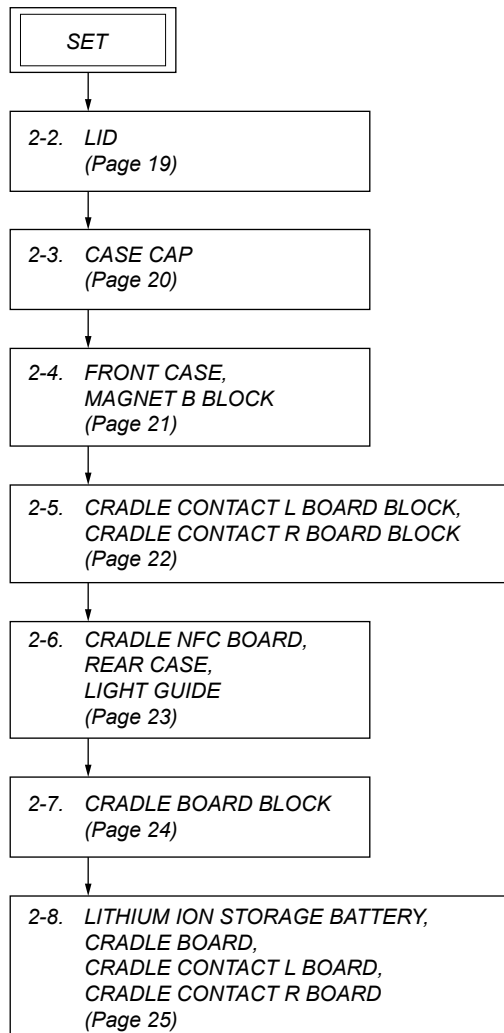 SET
2-2. LID
(Page 19)
2-3. CASE CAP
(Page 20)
2-4. FRONT CASE,
MAGNET B BLOCK
(Page 21)
2-5. CRADLE CONTACT L BOARD BLOCK,
CRADLE CONTACT R BOARD BLOCK
(Page 22)
2-6. CRADLE NFC BOARD,
REAR CASE,
LIGHT GUIDE
(Page 23)
2-7. CRADLE BOARD BLOCK
(Page 24)
2-8. LITHIUM ION STORAGE BATTERY,
CRADLE BOARD,
CRADLE CONTACT L BOARD,
CRADLE CONTACT R BOARD
(Page 25)